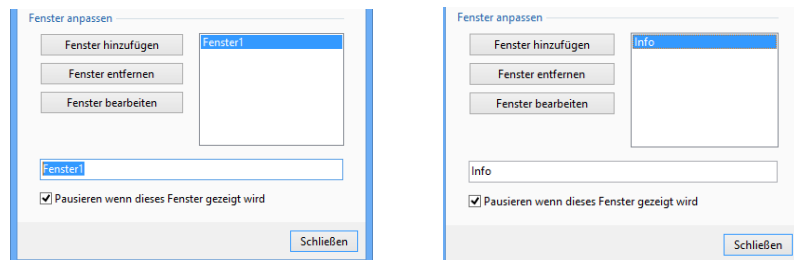 Fenster anpassen
Fenster hinzufügen
Fenster1
Fenster entfernen
Fenster bearbeiten
Fenster1
Pausieren wenn dieses Fenster gezeigt wird
Schließen
Fenster anpassen
Fenster hinzufügen
Info
Fenster entfernen
Fenster bearbeiten
Info
Pausieren wenn dieses Fenster gezeigt wird
Schließen